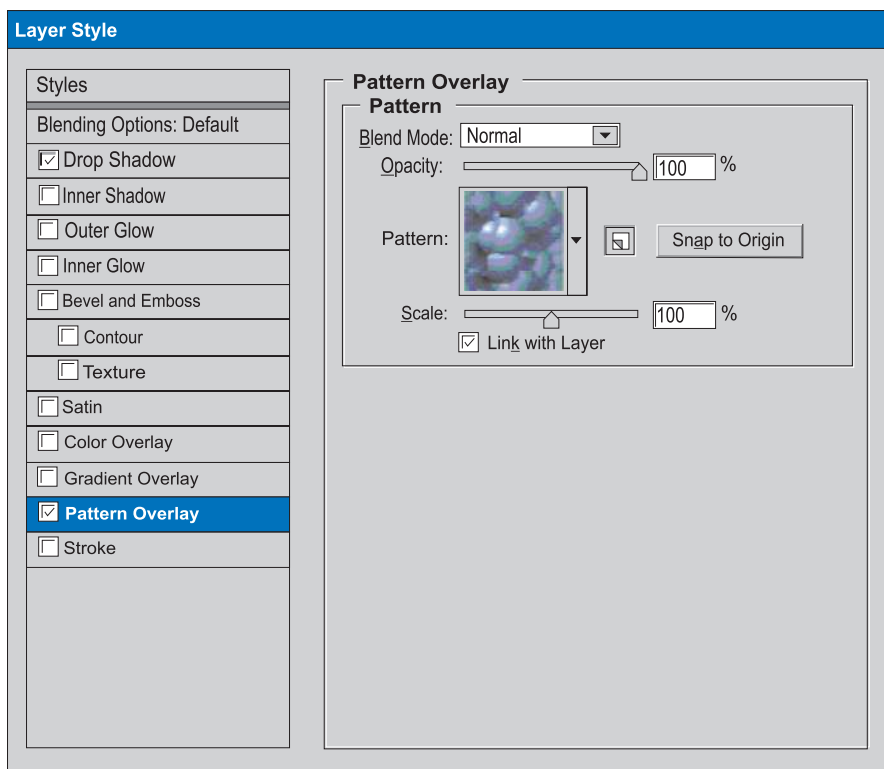 Layer Style
Styles
Blending Options: Default
Drop Shadow
Inner Shadow
Outer Glow
Inner Glow
Bevel and Emboss
Contour
Texture
Satin
Color Overlay
Gradient Overlay
Pattern Overlay
Stroke
Pattern Overlay
Pattern
Blend Mode: Normal
Opacity: 100 %
Pattern: Snap to Origin
Scale: 100 %
Link with Layer